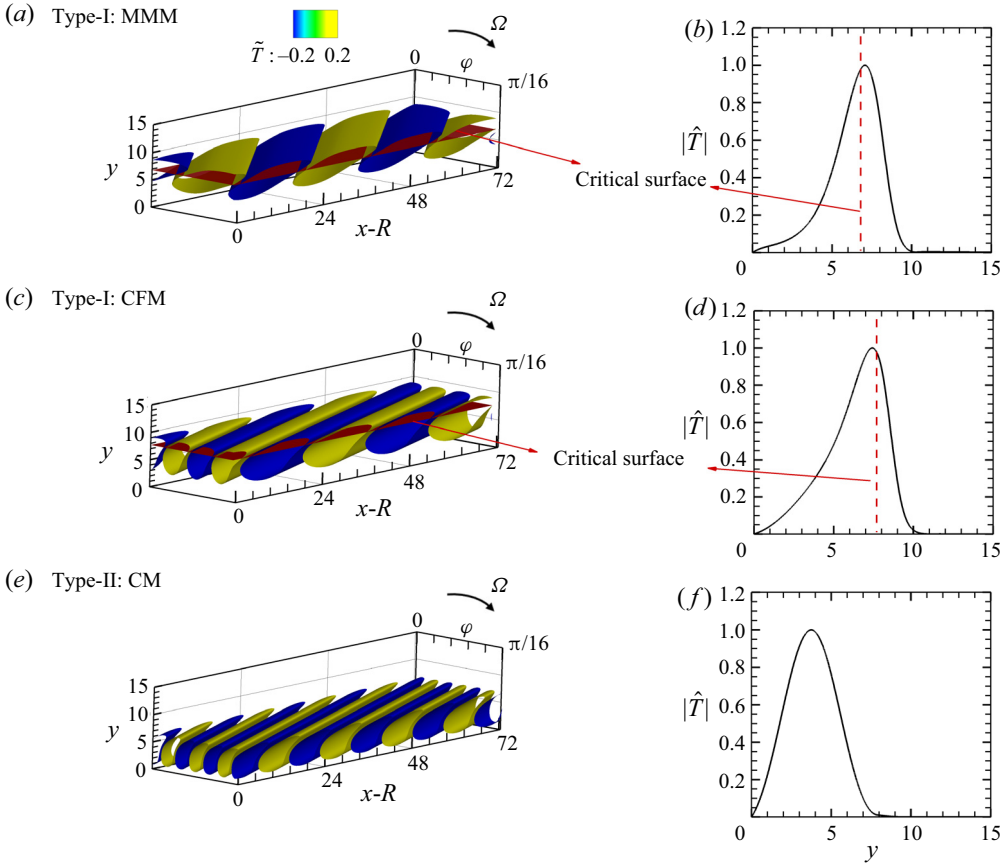 (a) Type-I: MMM
T̃ : −0.2 0.2
Ω
0
φ
π/16
15
10
5
0
y
0
24
48
72
x-R
(b)
1.2
1.0
0.8
|T̂|
0.6
0.4
0.2
0
5
10
15
Critical surface
(c) Type-I: CFM
Ω
0
φ
π/16
15
10
5
0
y
0
24
48
72
x-R
(d)
1.2
1.0
0.8
|T̂|
0.6
0.4
0.2
0
5
10
15
Critical surface
(e) Type-II: CM
Ω
0
φ
π/16
15
10
5
0
y
0
24
48
72
x-R
(f)
1.2
1.0
0.8
|T̂|
0.6
0.4
0.2
0
5
10
15
y